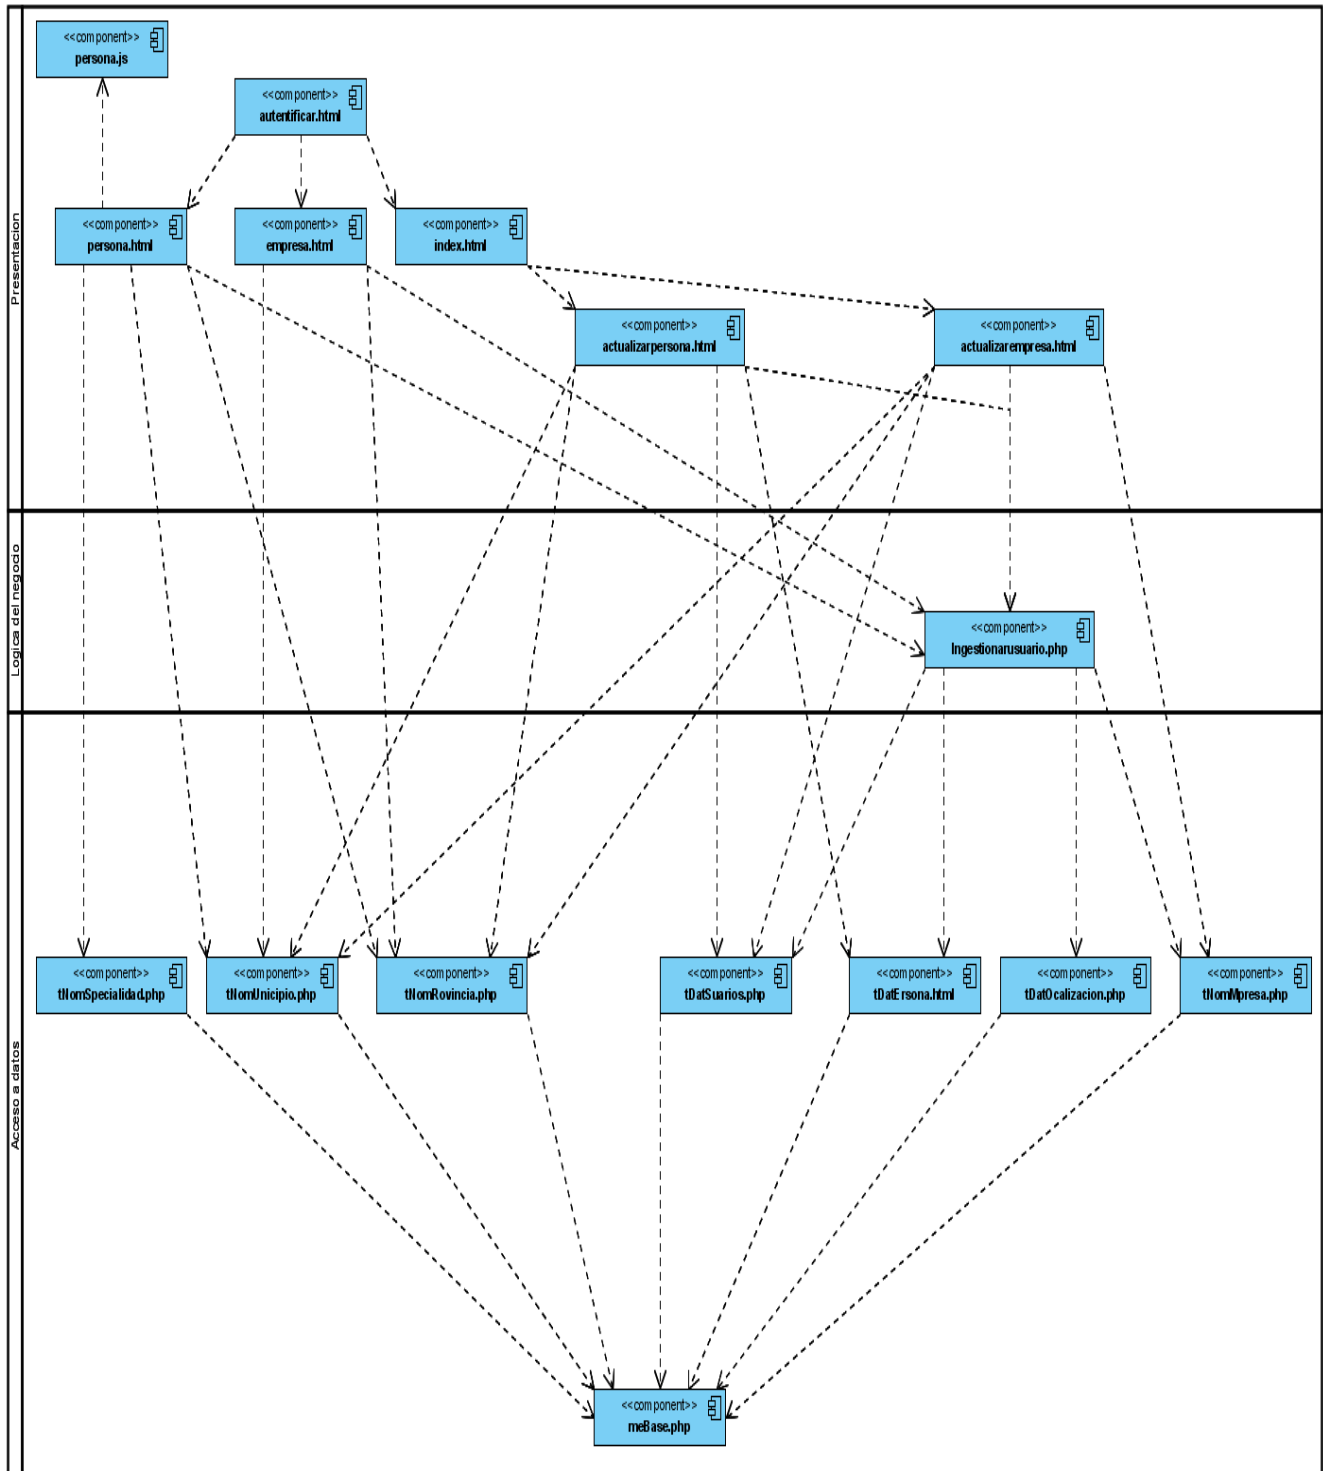 Presentacion
<<component>>
persona.js
<<component>>
autentificar.html
<<component>>
persona.html
<<component>>
empresa.html
<<component>>
index.html
<<component>>
actualizarpersona.html
<<component>>
actualizarempresa.html
Logica del negocio
<<component>>
Ingestionarusuario.php
Acceso a datos
<<component>>
tNomSpecialidad.php
<<component>>
tNomUnicipio.php
<<component>>
tNomRovincia.php
<<component>>
tDatSuarios.php
<<component>>
tDatErsona.html
<<component>>
tDatOcalizacion.php
<<component>>
tNomMpresa.php
<<component>>
meBase.php